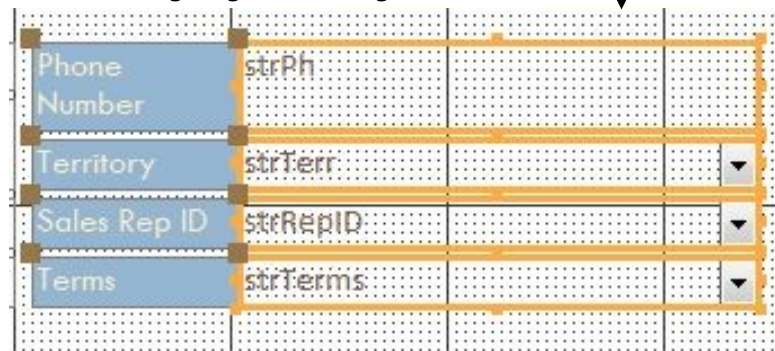 Phone
Number
strPh
Territory
strTerr
Sales Rep ID
strRepID
Terms
strTerms